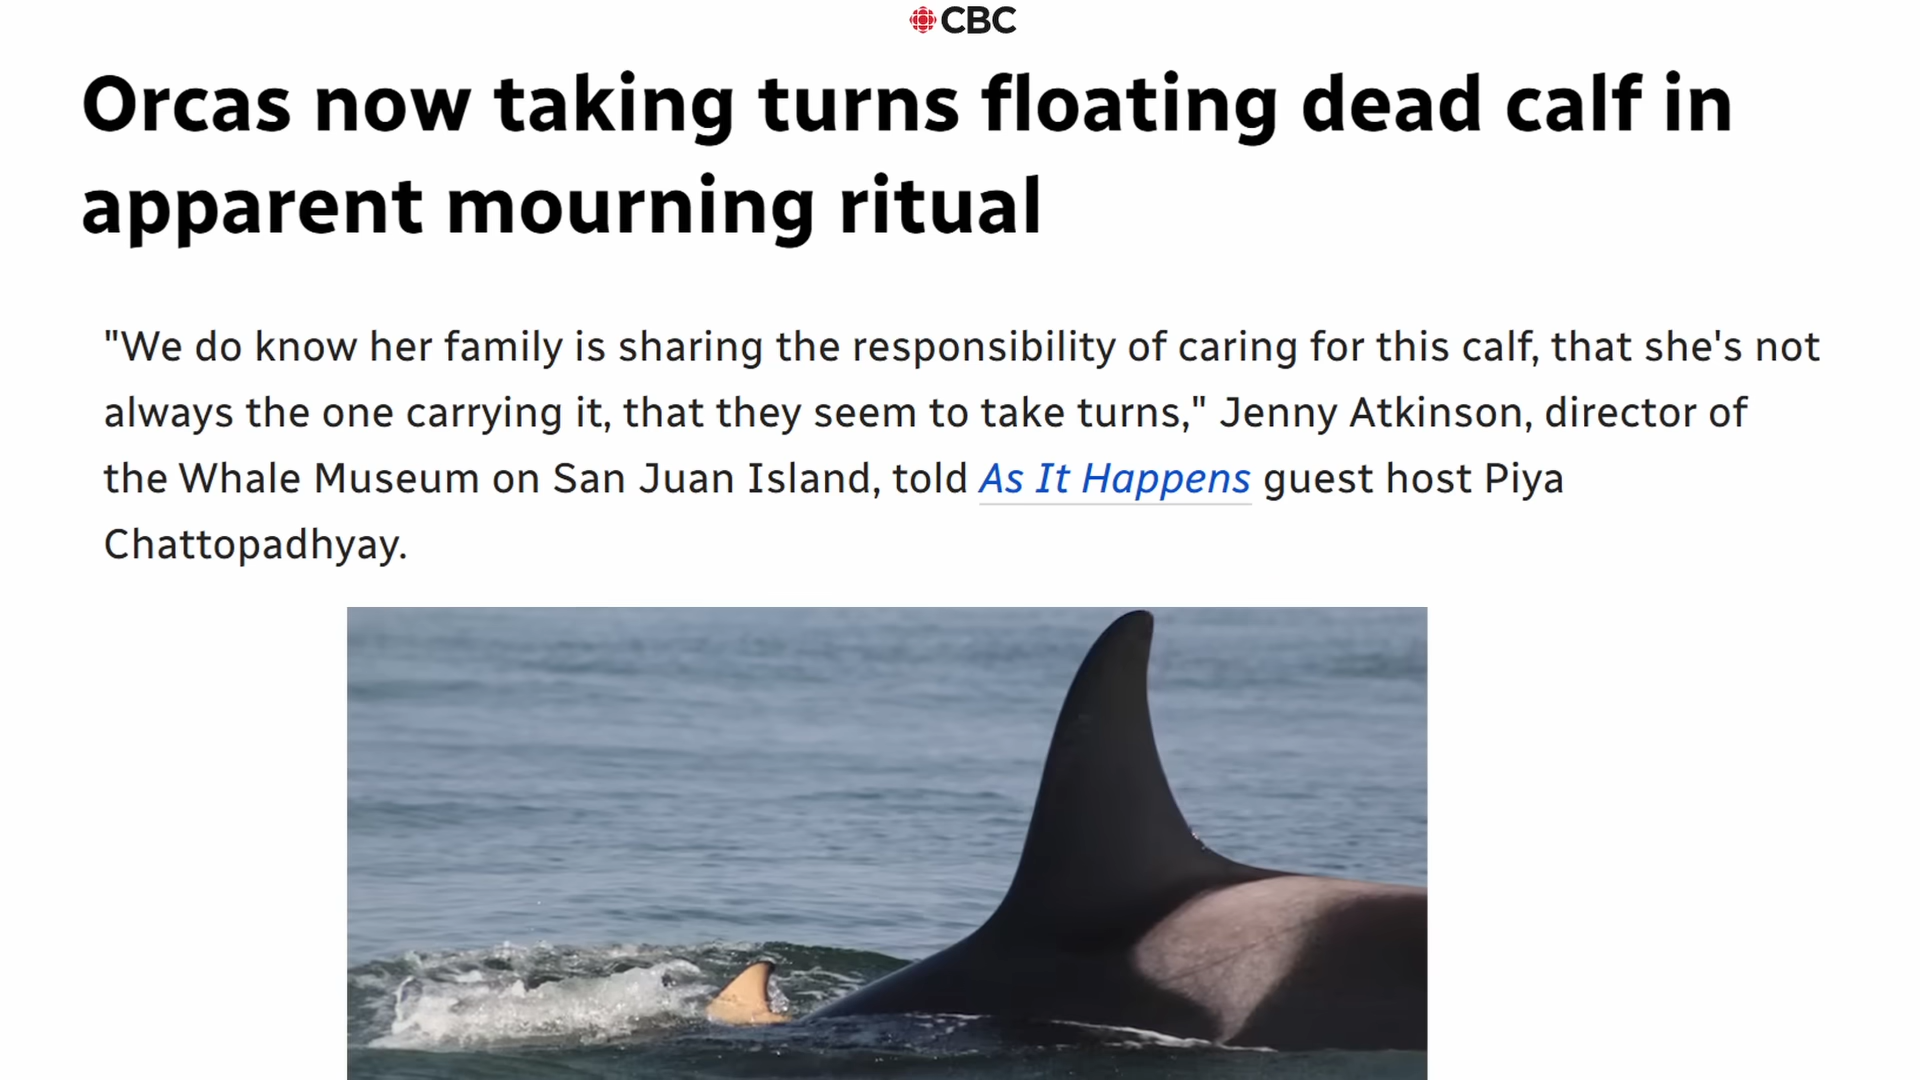 CBC
Orcas now taking turns floating dead calf in
apparent mourning ritual
"We do know her family is sharing the responsibility of caring for this calf, that she's not
always the one carrying it, that they seem to take turns," Jenny Atkinson, director of
the Whale Museum on San Juan Island, told As It Happens guest host Piya
Chattopadhyay.